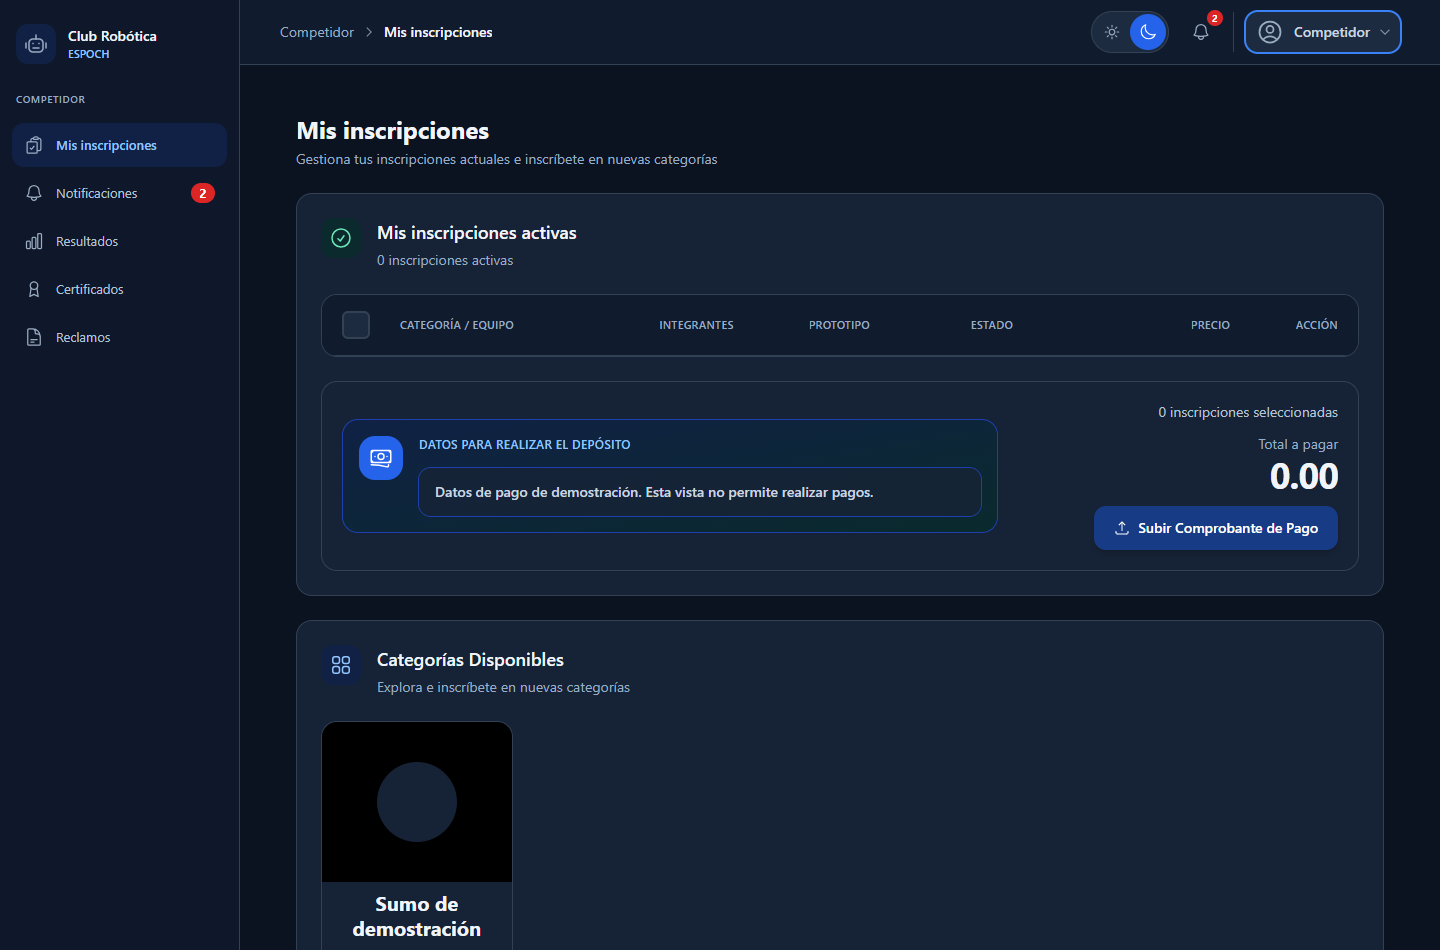 Club Robótica
ESPOCH
COMPETIDOR
Mis inscripciones
Notificaciones 2
Resultados
Certificados
Reclamos
Competidor > Mis inscripciones
2
Competidor
Mis inscripciones
Gestiona tus inscripciones actuales e inscríbete en nuevas categorías
Mis inscripciones activas
0 inscripciones activas
CATEGORÍA / EQUIPO INTEGRANTES PROTOTIPO ESTADO PRECIO ACCIÓN
DATOS PARA REALIZAR EL DEPÓSITO
Datos de pago de demostración. Esta vista no permite realizar pagos.
0 inscripciones seleccionadas
Total a pagar
0.00
Subir Comprobante de Pago
Categorías Disponibles
Explora e inscríbete en nuevas categorías
Sumo de
demostración